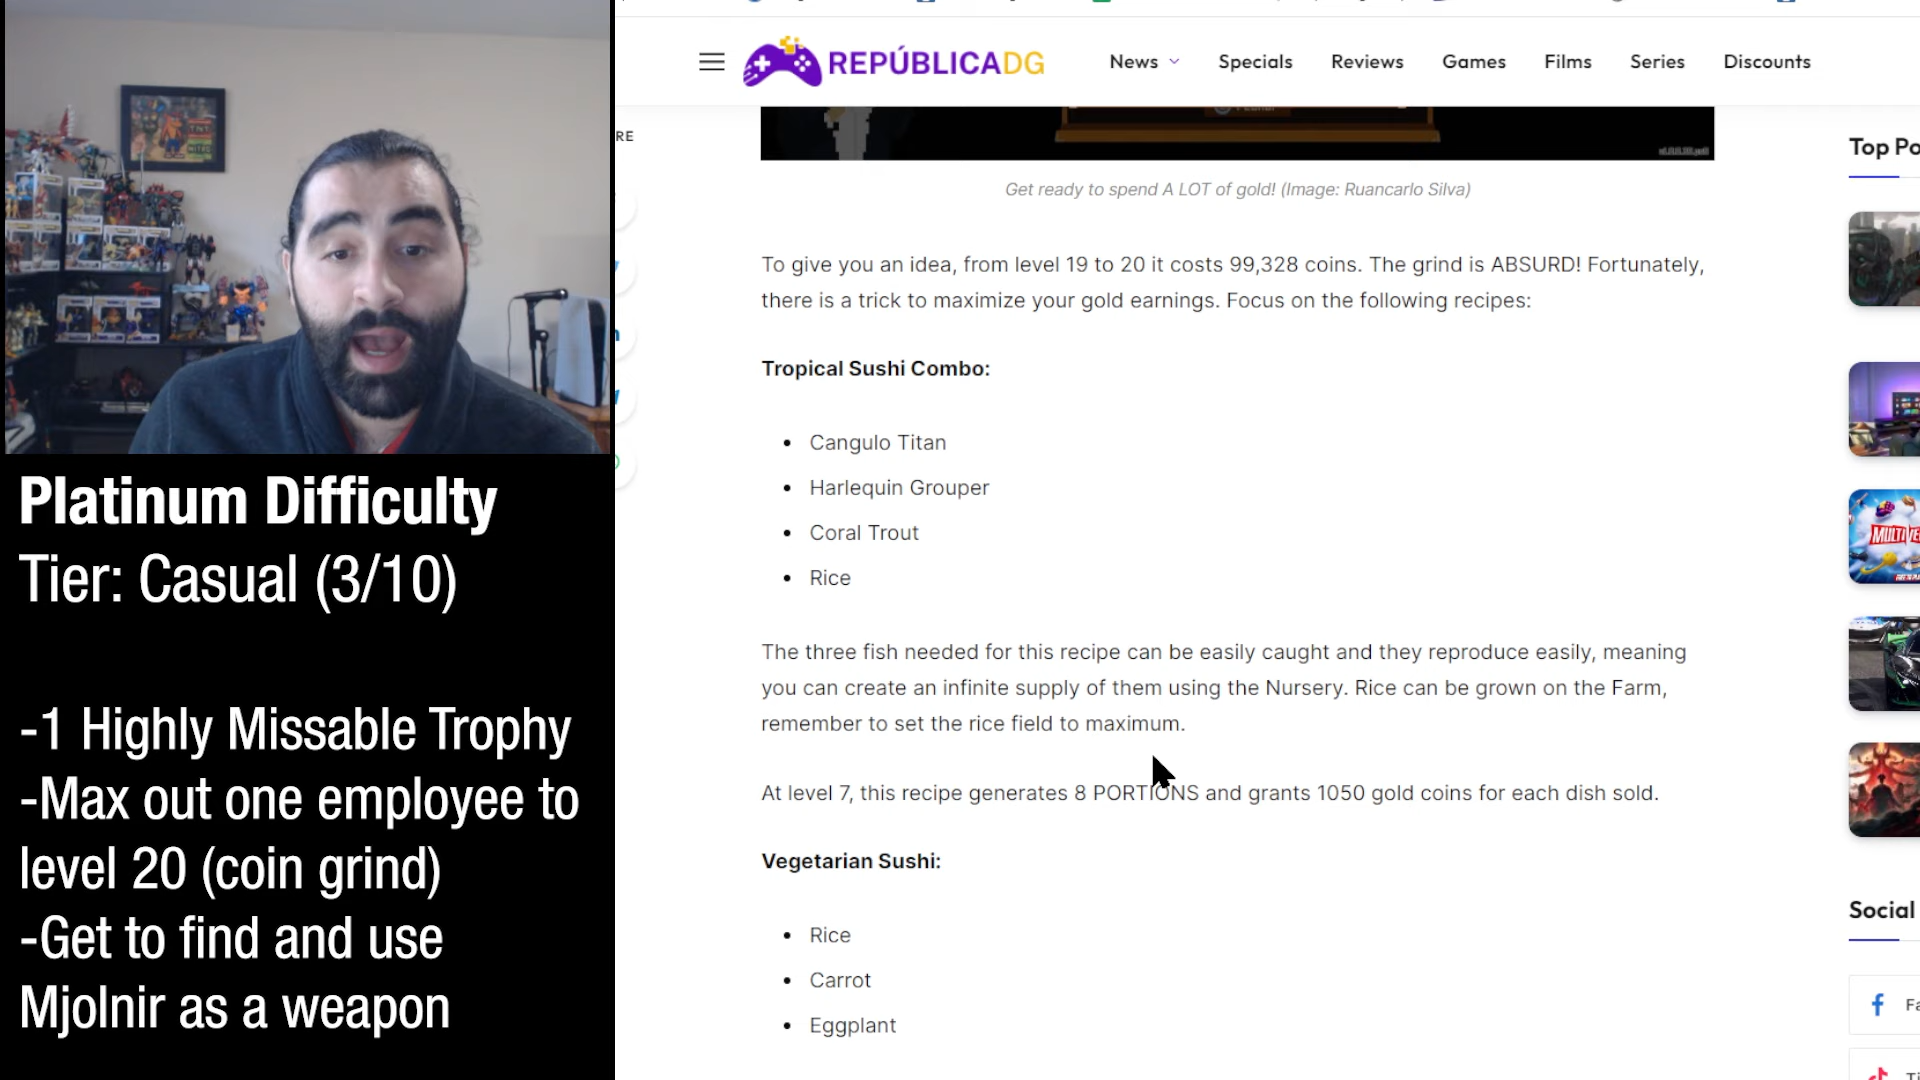 REPÚBLICADG
News
Specials
Reviews
Games
Films
Series
Discounts
RE
Get ready to spend A LOT of gold! (Image: Ruancarlo Silva)
To give you an idea, from level 19 to 20 it costs 99,328 coins. The grind is ABSURD! Fortunately,
there is a trick to maximize your gold earnings. Focus on the following recipes:
Tropical Sushi Combo:
Cangulo Titan
Harlequin Grouper
Coral Trout
Rice
The three fish needed for this recipe can be easily caught and they reproduce easily, meaning
you can create an infinite supply of them using the Nursery. Rice can be grown on the Farm,
remember to set the rice field to maximum.
At level 7, this recipe generates 8 PORTIONS and grants 1050 gold coins for each dish sold.
Vegetarian Sushi:
Rice
Carrot
Eggplant
Top Po
Social
Fa
Platinum Difficulty
Tier: Casual (3/10)
-1 Highly Missable Trophy
-Max out one employee to
level 20 (coin grind)
-Get to find and use
Mjolnir as a weapon